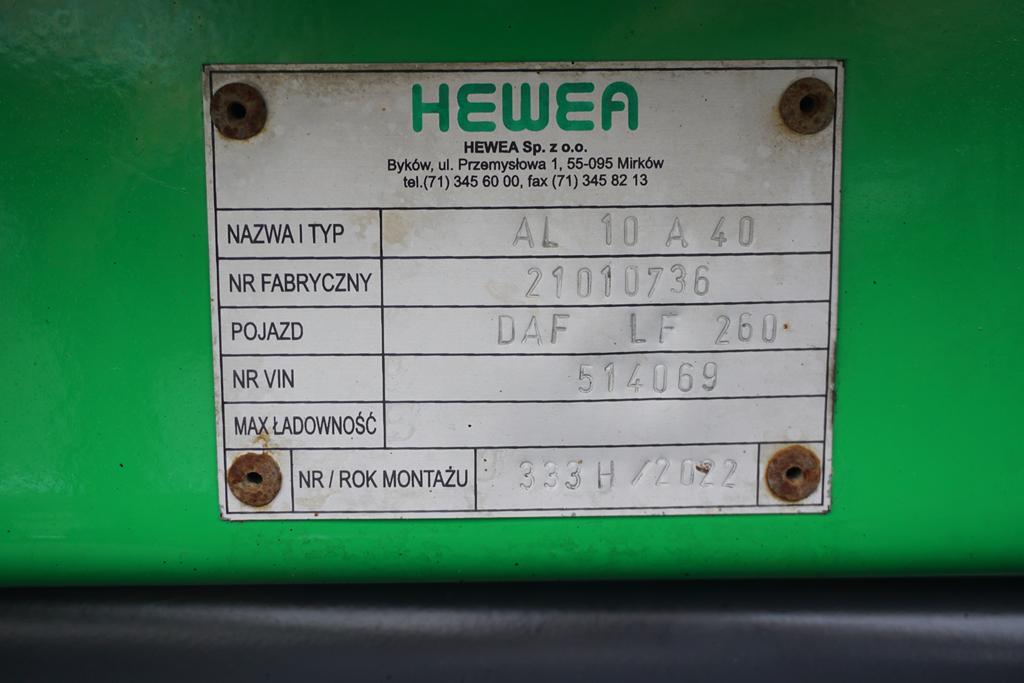 HEWEA
HEWEA Sp. z o.o.
Byków, ul. Przemysłowa 1, 55-095 Mirków
tel.(71) 345 60 00, fax (71) 345 82 13
NAZWA I TYP AL 10 A 40
NR FABRYCZNY 21010736
POJAZD DAF LF 260
NR VIN 514069
MAX ŁADOWNOŚĆ
NR / ROK MONTAŻU 333H/2022